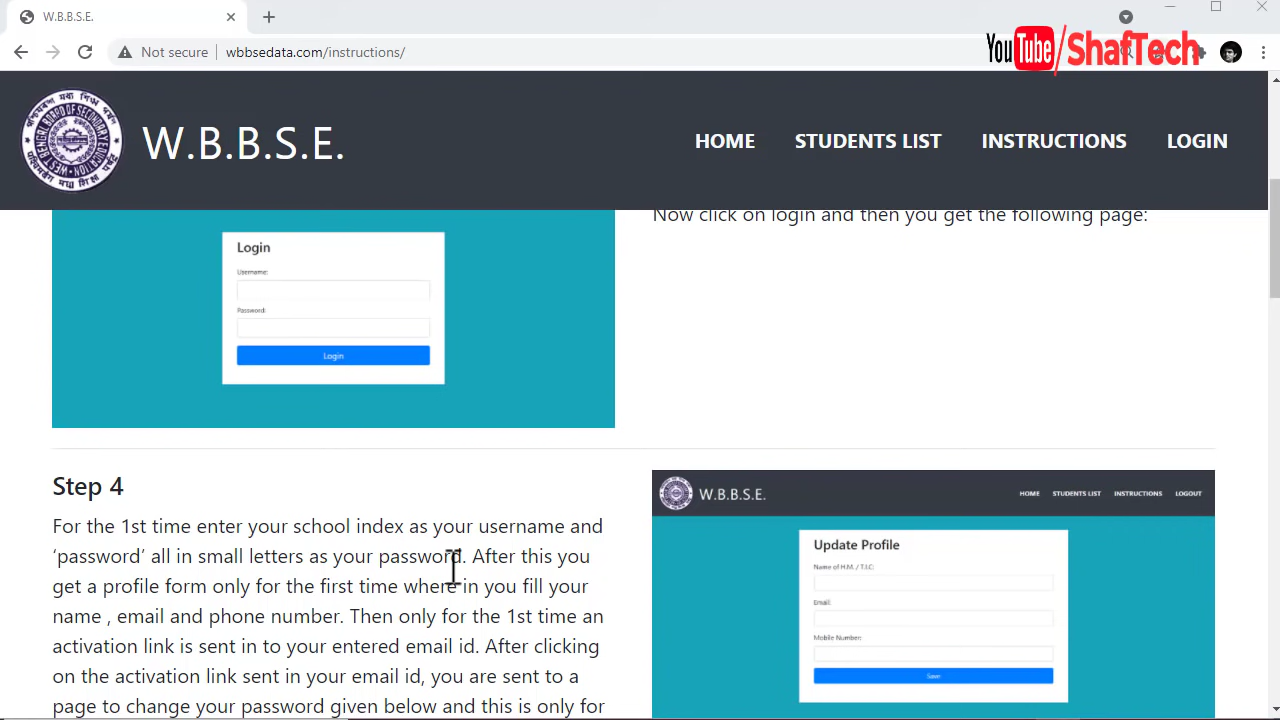 W.B.B.S.E.
Not secure
wbbsedata.com/instructions/
YouTube/ShafTech
W.B.B.S.E.
HOME
STUDENTS LIST
INSTRUCTIONS
LOGIN
Now click on login and then you get the following page:
Login
Username:
Password:
Login
Step 4
For the 1st time enter your school index as your username and
‘password’ all in small letters as your password. After this you
get a profile form only for the first time where in you fill your
name , email and phone number. Then only for the 1st time an
activation link is sent in to your entered email id. After clicking
on the activation link sent in your email id, you are sent to a
page to change your password given below and this is only for
W.B.B.S.E.
HOME
STUDENTS LIST
INSTRUCTIONS
LOGOUT
Update Profile
Name of H.M. / T.I.C:
Email:
Mobile Number:
Save